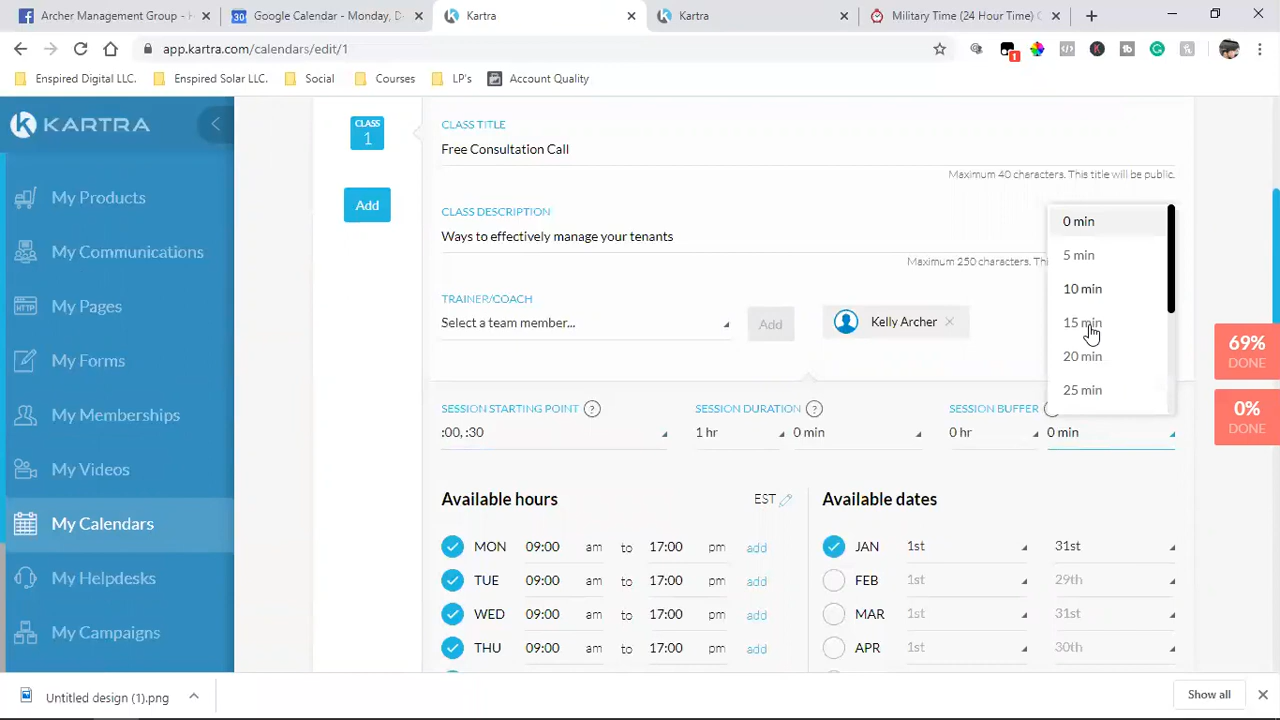 Archer Management Group - H
Google Calendar - Monday, D
Kartra
Kartra
Military Time (24 Hour Time) C
app.kartra.com/calendars/edit/1
1
Enspired Digital LLC.
Enspired Solar LLC.
Social
Courses
LP's
Account Quality
KARTRA
My Products
My Communications
HTTP
My Pages
My Forms
My Memberships
My Videos
My Calendars
My Helpdesks
My Campaigns
CLASS
1
Add
CLASS TITLE
Free Consultation Call
Maximum 40 characters. This title will be public.
CLASS DESCRIPTION
Ways to effectively manage your tenants
Maximum 250 characters. Thi
TRAINER/COACH
Select a team member...
Add
Kelly Archer
0 min
5 min
10 min
15 min
20 min
25 min
69%
DONE
0%
DONE
SESSION STARTING POINT ?
:00, :30
SESSION DURATION ?
1 hr 0 min
SESSION BUFFER
0 hr 0 min
Available hours EST
MON 09:00 am to 17:00 pm add
TUE 09:00 am to 17:00 pm add
WED 09:00 am to 17:00 pm add
THU 09:00 am to 17:00 pm add
Available dates
JAN 1st 31st
FEB 1st 29th
MAR 1st 31st
APR 1st 30th
Untitled design (1).png
Show all